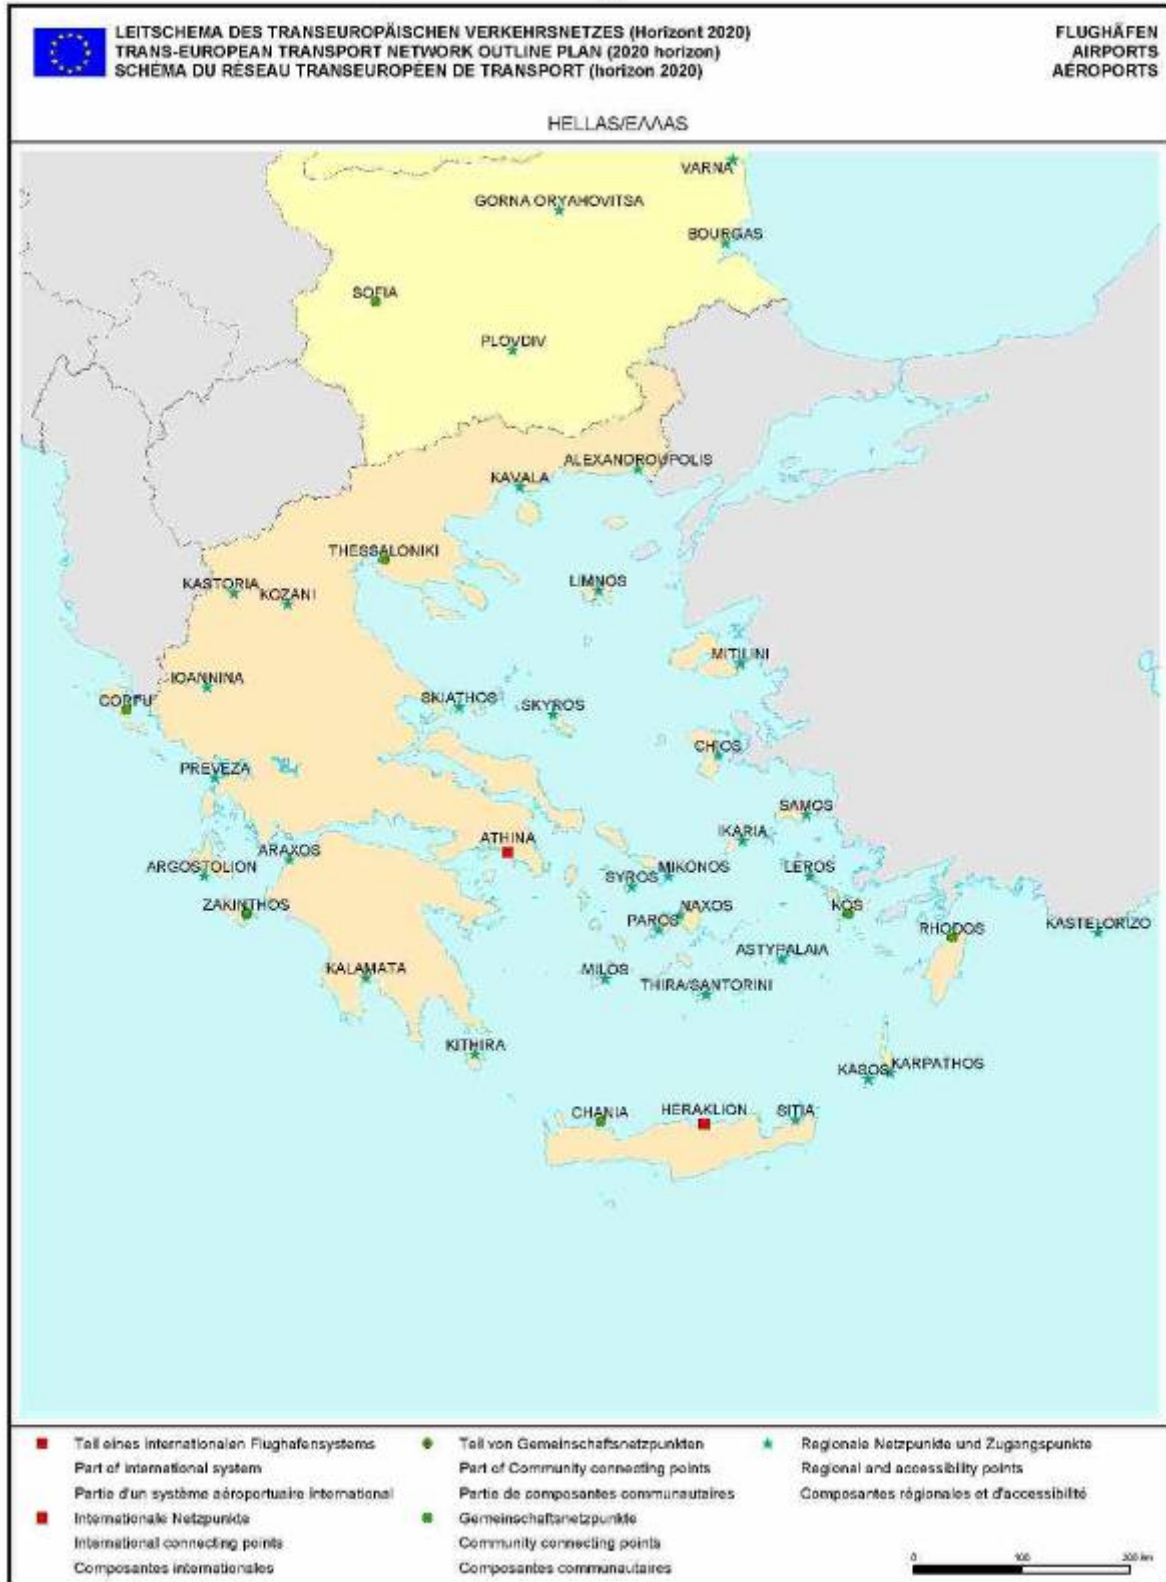 LEITSCHEMA DES TRANSEUROPÄISCHEN VERKEHRSNETZES (Horizont 2020)
TRANS-EUROPEAN TRANSPORT NETWORK OUTLINE PLAN (2020 horizon)
SCHÉMA DU RÉSEAU TRANSEUROPÉEN DE TRANSPORT (horizon 2020)
FLUGHÄFEN
AIRPORTS
AÉROPORTS
HELLAS/ΕΛΛΑΣ
VARNA
GORNA ORYAHOVITSA
BOURGAS
SOFIA
PLOVDIV
ALEXANDROUPOLIS
KAVALA
THESSALONIKI
KASTORIA
KOZANI
LIMNOS
MITILINI
IOANNINA
CORFU
SKIATHOS
SKYROS
CHIOS
PREVEZA
SAMOS
IKARIA
ATHINA
ARAXOS
ARGOSTOLION
SYROS
MIKONOS
LEROS
ZAKINTHOS
NAXOS
KOS
PAROS
RHODOS
KASTELORIZO
ASTYPALAIA
KALAMATA
MILOS
THIRA/SANTORINI
KITHIRA
KASOS
KARPATHOS
CHANIA
HERAKLION
SITIA
Teil eines internationalen Flughafensystems
Part of international system
Partie d'un système aéroportuaire international
Internationale Netzpunkte
International connecting points
Composantes internationales
Teil von Gemeinschaftsnetzpunkten
Part of Community connecting points
Partie de composantes communautaires
Gemeinschaftsnetzpunkte
Community connecting points
Composantes communautaires
Regionale Netzpunkte und Zugangspunkte
Regional and accessibility points
Composantes régionales et d'accessibilité
0 100 200 km